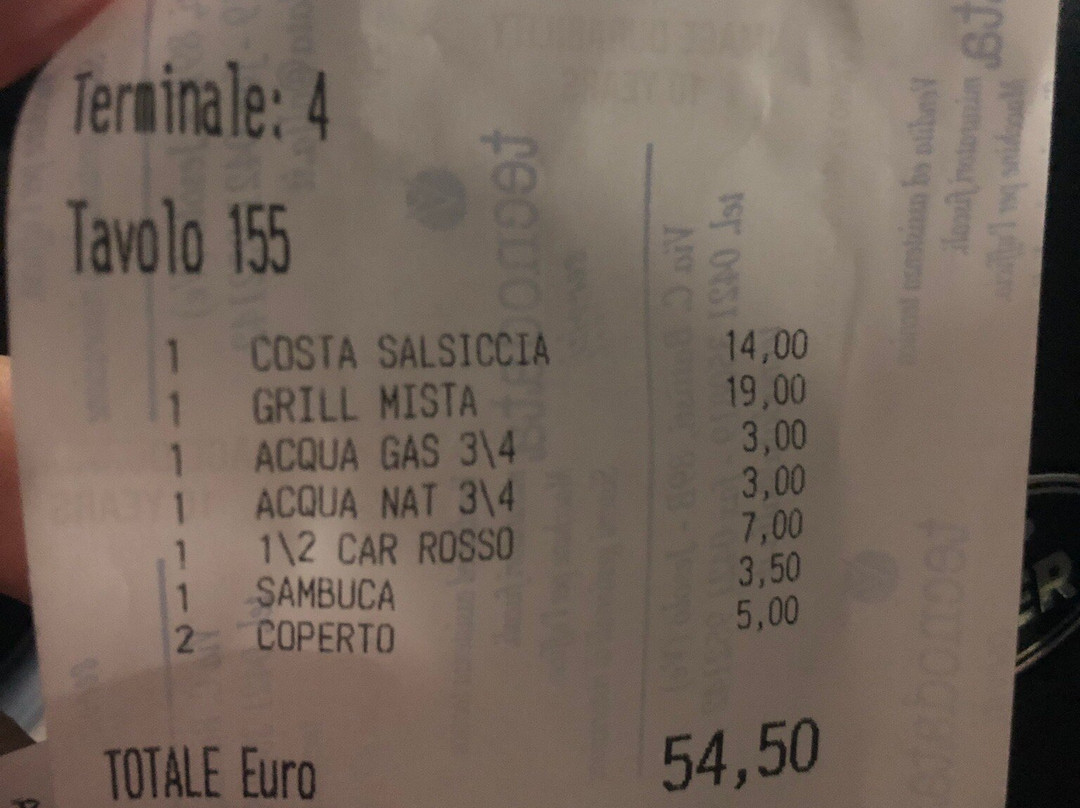 Terminale: 4
Tavolo 155
1 COSTA SALSICCIA 14,00
1 GRILL MISTA 19,00
1 ACQUA GAS 3\4 3,00
1 ACQUA NAT 3\4 3,00
1 1\2 CAR ROSSO 7,00
1 SAMBUCA 3,50
2 COPERTO 5,00
TOTALE Euro 54,50